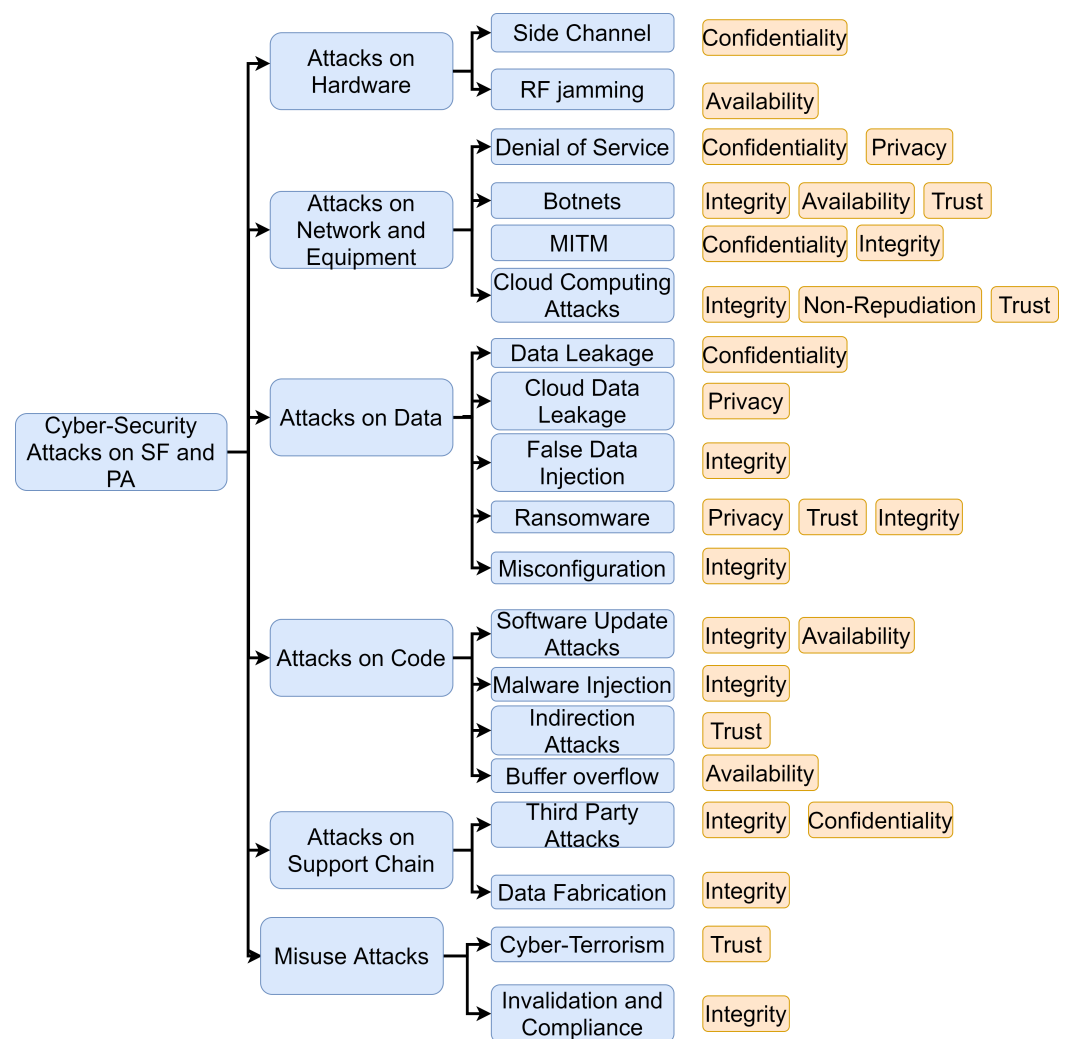 Cyber-Security
Attacks on SF and
PA
Attacks on
Hardware
Side Channel
Confidentiality
RF jamming
Availability
Attacks on
Network and
Equipment
Denial of Service
Confidentiality Privacy
Botnets
Integrity Availability Trust
MITM
Confidentiality Integrity
Cloud Computing
Attacks
Integrity Non-Repudiation Trust
Attacks on Data
Data Leakage
Confidentiality
Cloud Data
Leakage
Privacy
False Data
Injection
Integrity
Ransomware
Privacy Trust Integrity
Misconfiguration
Integrity
Attacks on Code
Software Update
Attacks
Integrity Availability
Malware Injection
Integrity
Indirection
Attacks
Trust
Buffer overflow
Availability
Attacks on
Support Chain
Third Party
Attacks
Integrity Confidentiality
Data Fabrication
Integrity
Misuse Attacks
Cyber-Terrorism
Trust
Invalidation and
Compliance
Integrity